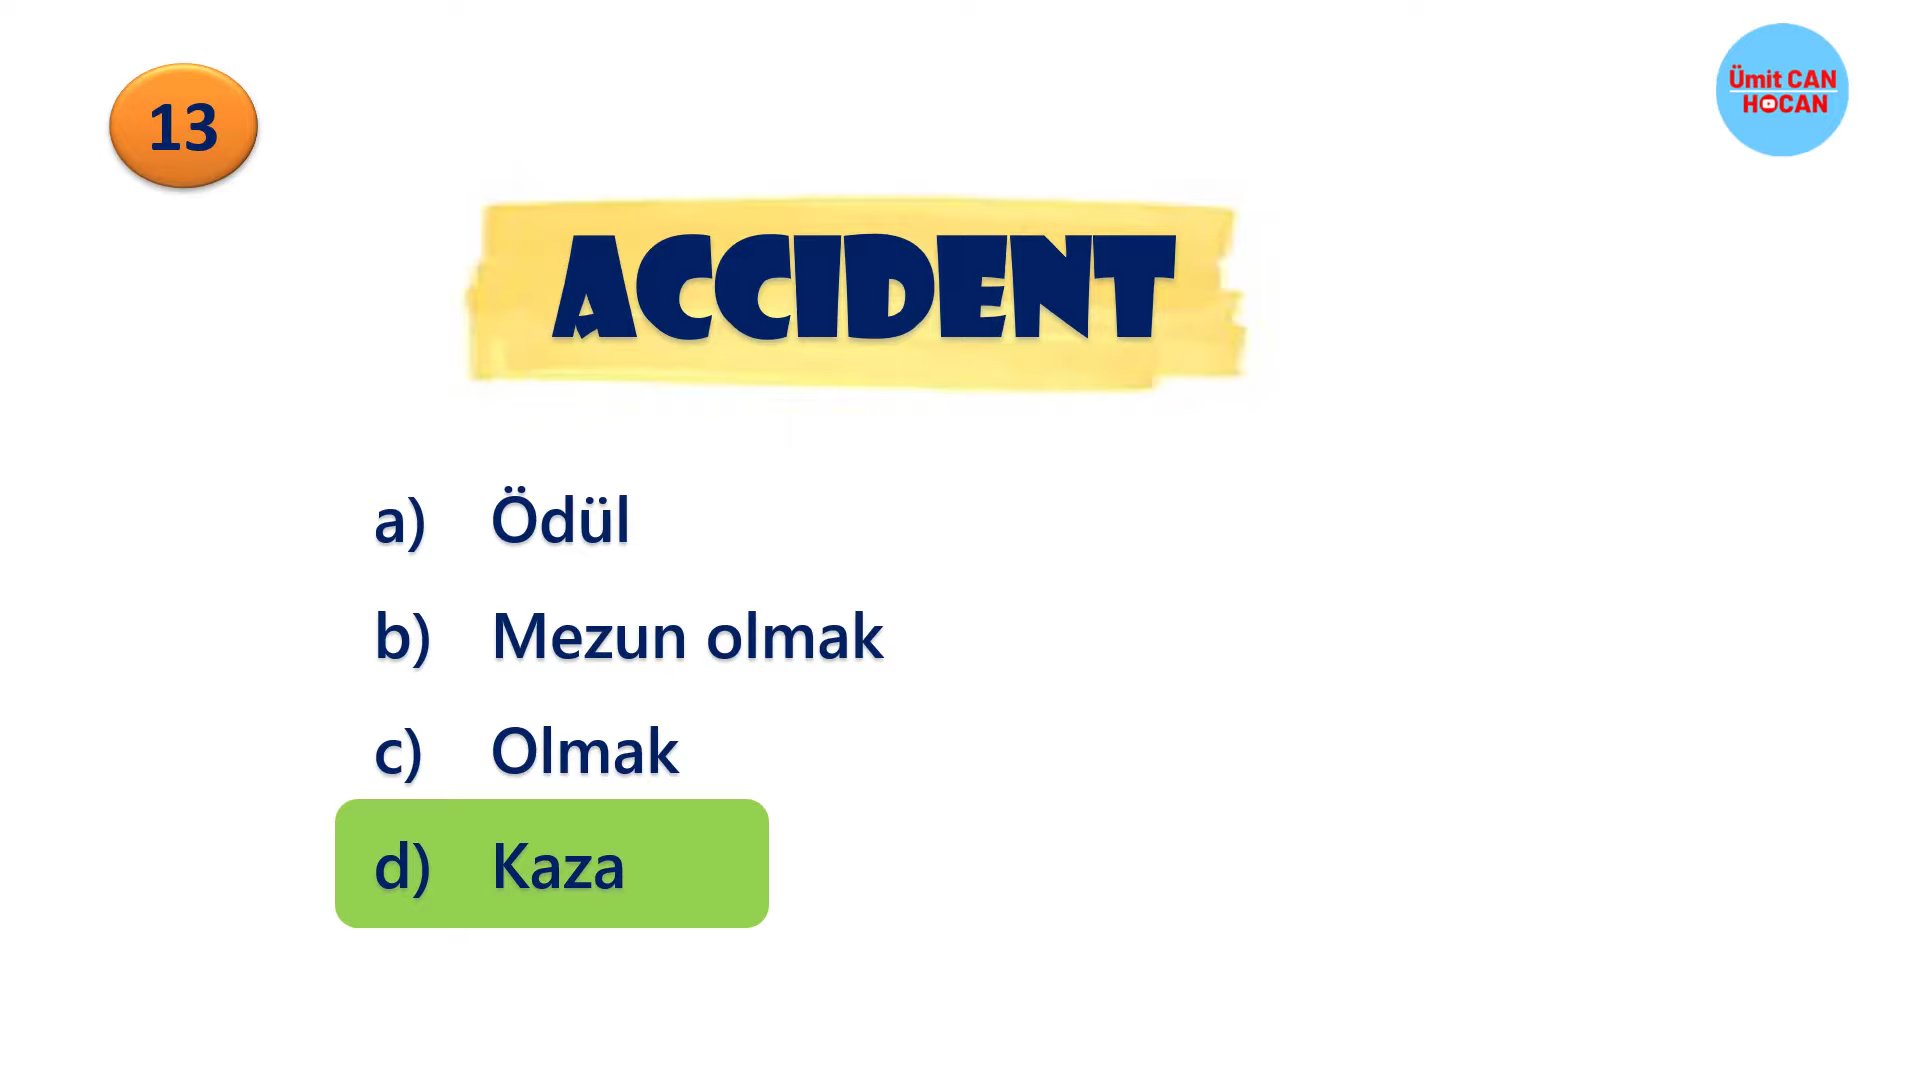 13
Ümit CAN
HOCAN
ACCIDENT
a) Ödül
b) Mezun olmak
c) Olmak
d) Kaza